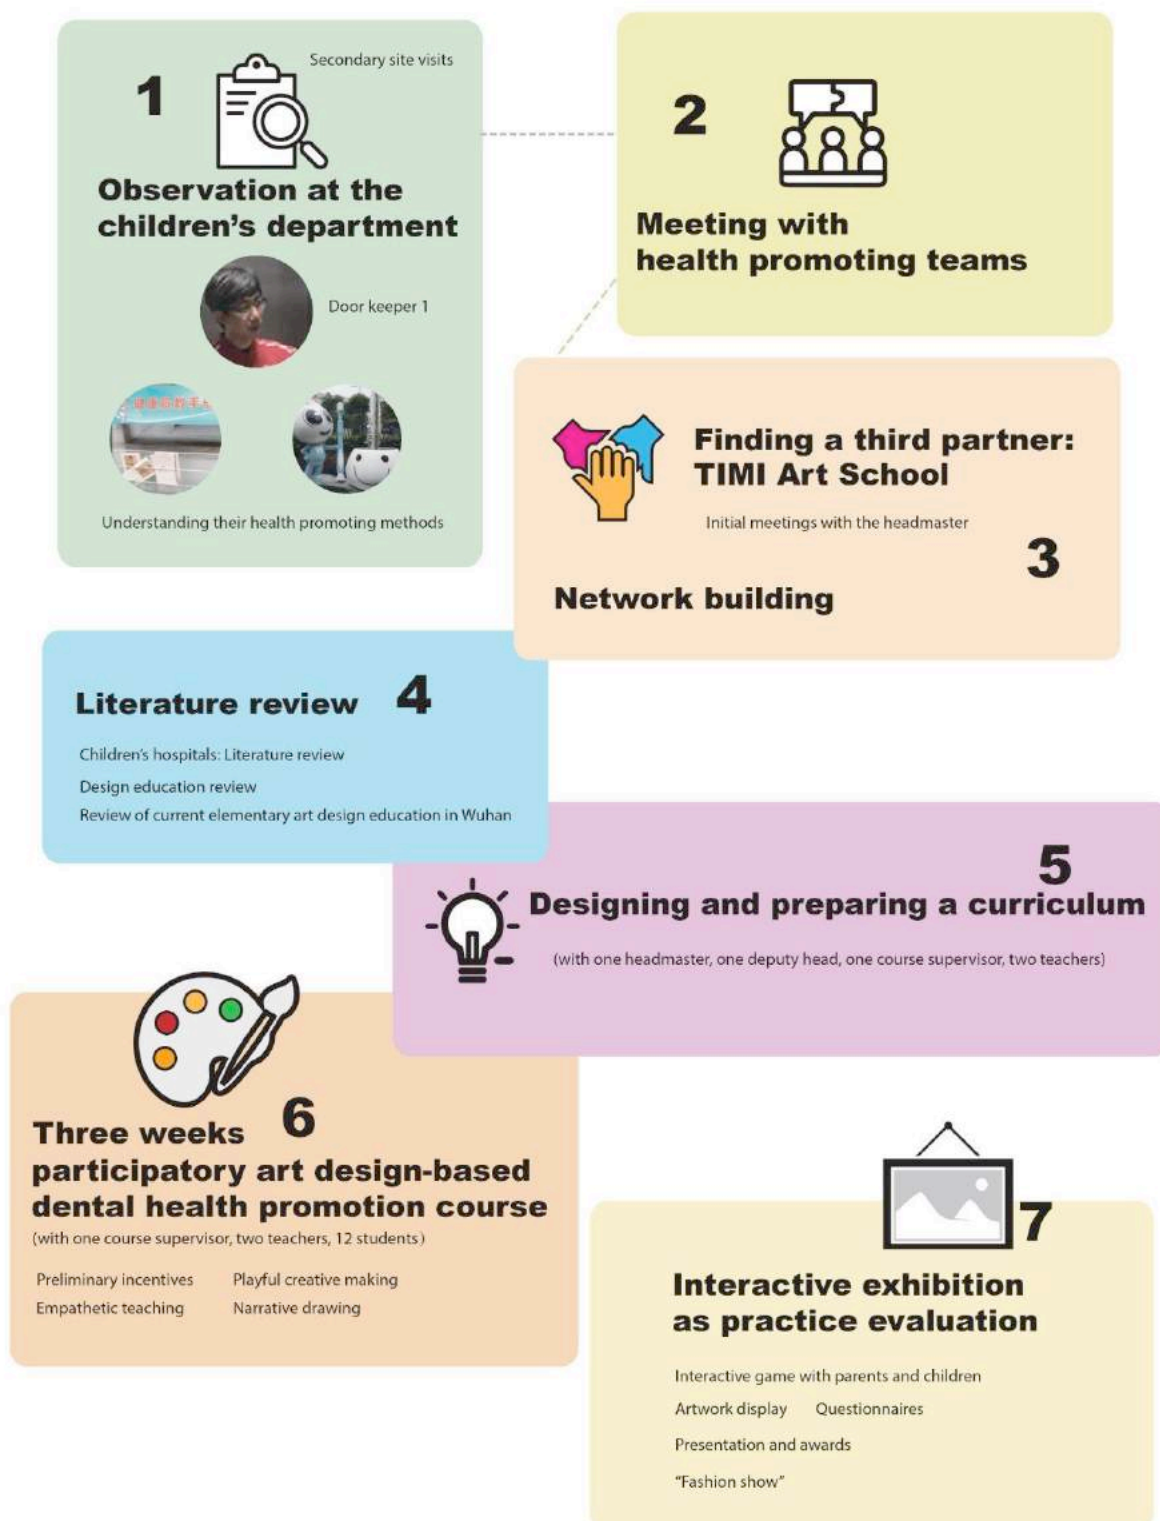 1
Secondary site visits
Observation at the
children's department
Door keeper 1
Understanding their health promoting methods
2
Meeting with
health promoting teams
Finding a third partner:
TIMI Art School
Initial meetings with the headmaster
3
Network building
Literature review 4
Children's hospitals: Literature review
Design education review
Review of current elementary art design education in Wuhan
5
Designing and preparing a curriculum
(with one headmaster, one deputy head, one course supervisor, two teachers)
Three weeks 6
participatory art design-based
dental health promotion course
(with one course supervisor, two teachers, 12 students)
Preliminary incentives Playful creative making
Empathetic teaching Narrative drawing
7
Interactive exhibition
as practice evaluation
Interactive game with parents and children
Artwork display Questionnaires
Presentation and awards
"Fashion show"